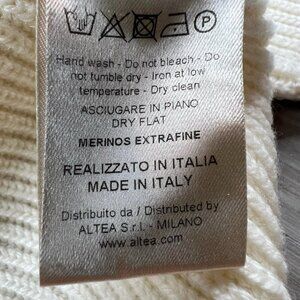 P
Hand wash - Do not bleach - Do
not tumble dry - Iron at low
temperature - Dry clean
ASCIUGARE IN PIANO
DRY FLAT
MERINOS EXTRAFINE
REALIZZATO IN ITALIA
MADE IN ITALY
Distribuito da / Distributed by
ALTEA S.r.l. - MILANO
www.altea.com